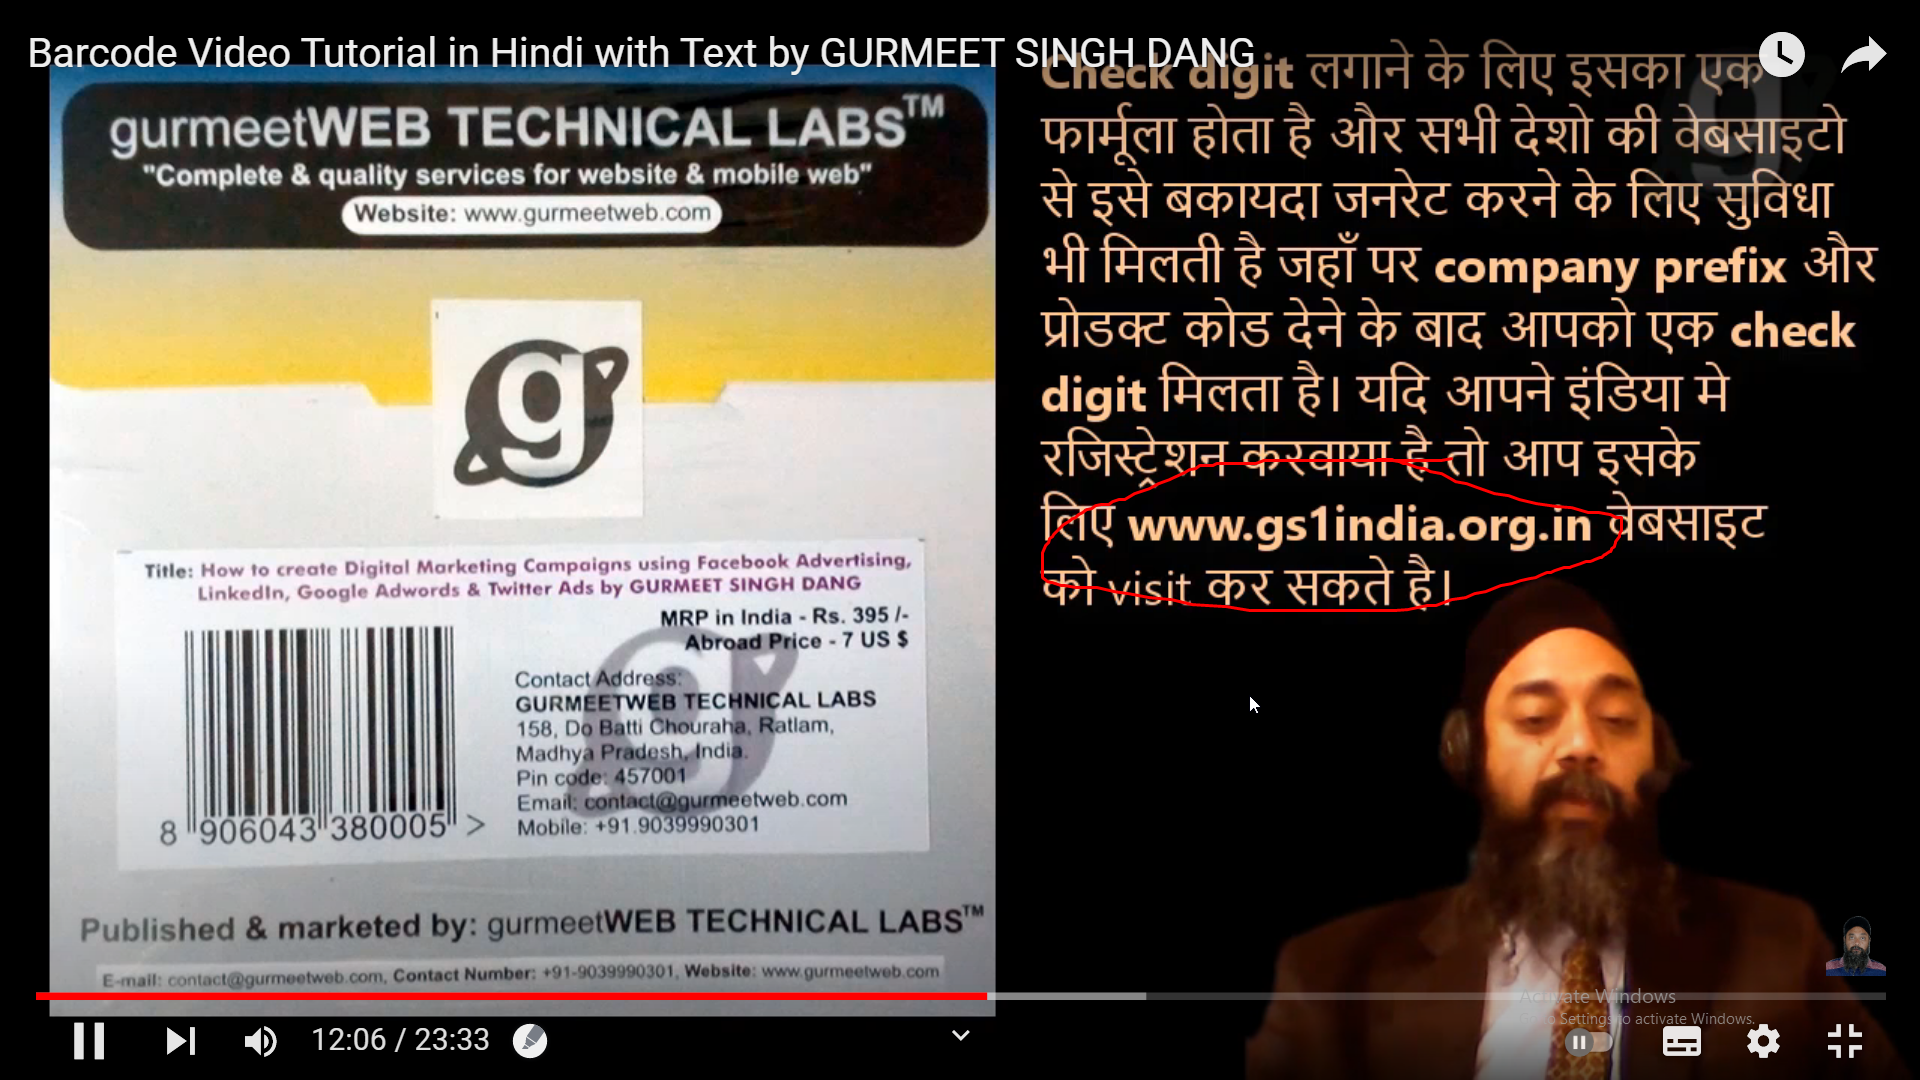 Barcode Video Tutorial in Hindi with Text by GURMEET SINGH DANG
gurmeetWEB TECHNICAL LABS™
"Complete & quality services for website & mobile web"
Website: www.gurmeetweb.com
g
Title: How to create Digital Marketing Campaigns using Facebook Advertising,
LinkedIn, Google Adwords & Twitter Ads by GURMEET SINGH DANG
MRP in India - Rs. 395 /-
Abroad Price - 7 US $
Contact Address:
GURMEETWEB TECHNICAL LABS
158, Do Batti Chouraha, Ratlam,
Madhya Pradesh, India.
Pin code: 457001
Email: contact@gurmeetweb.com
Mobile: +91.9039990301
8 906043 380005 >
Published & marketed by: gurmeetWEB TECHNICAL LABS™
E-mail: contact@gurmeetweb.com, Contact Number: +91-9039990301, Website: www.gurmeetweb.com
Check digit लगाने के लिए इसका एक
फार्मूला होता है और सभी देशो की वेबसाइटो
से इसे बकायदा जनरेट करने के लिए सुविधा
भी मिलती है जहाँ पर company prefix और
प्रोडक्ट कोड देने के बाद आपको एक check
digit मिलता है। यदि आपने इंडिया मे
रजिस्ट्रेशन करवाया है तो आप इसके
लिए www.gs1india.org.in वेबसाइट
को visit कर सकते है।
Activate Windows
Go to Settings to activate Windows.
12:06 / 23:33